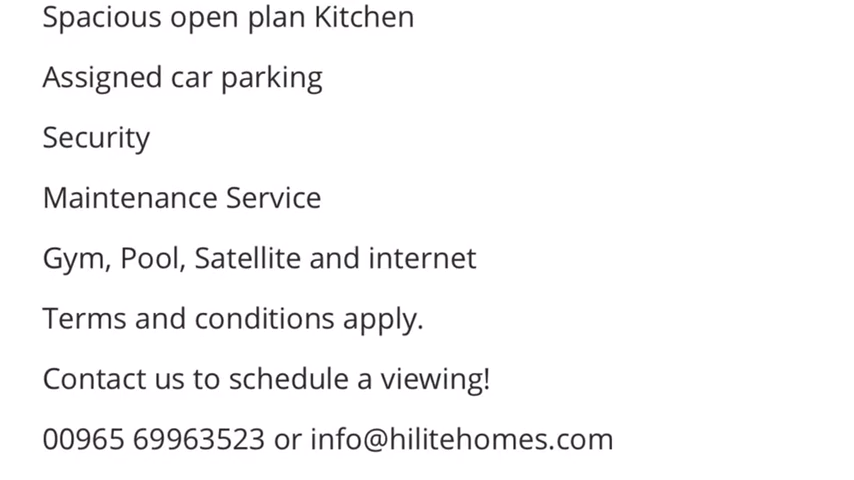 Spacious open plan Kitchen
Assigned car parking
Security
Maintenance Service
Gym, Pool, Satellite and internet
Terms and conditions apply.
Contact us to schedule a viewing!
00965 69963523 or info@hilitehomes.com